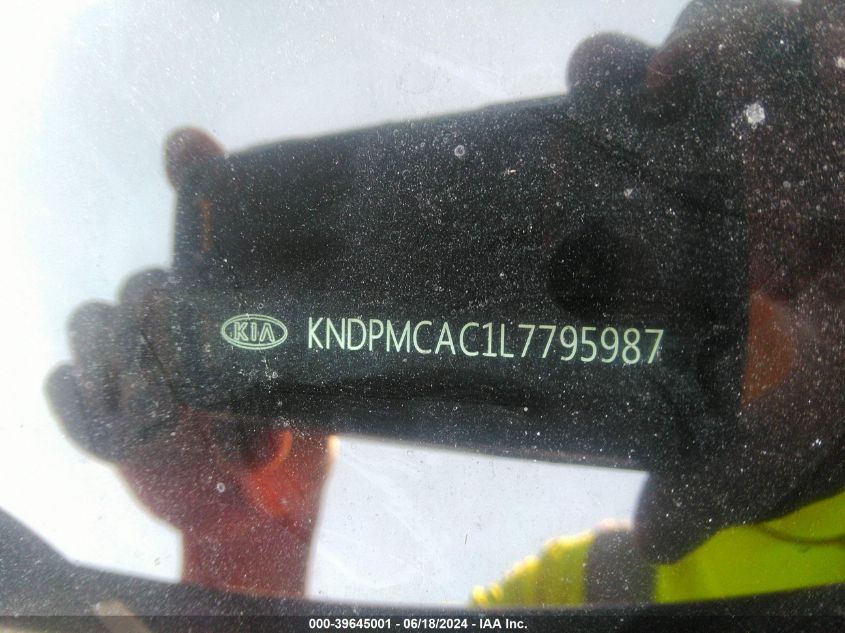 KIA KNDPMCAC1L7795987
000-39645001 - 06/18/2024 - IAA Inc.